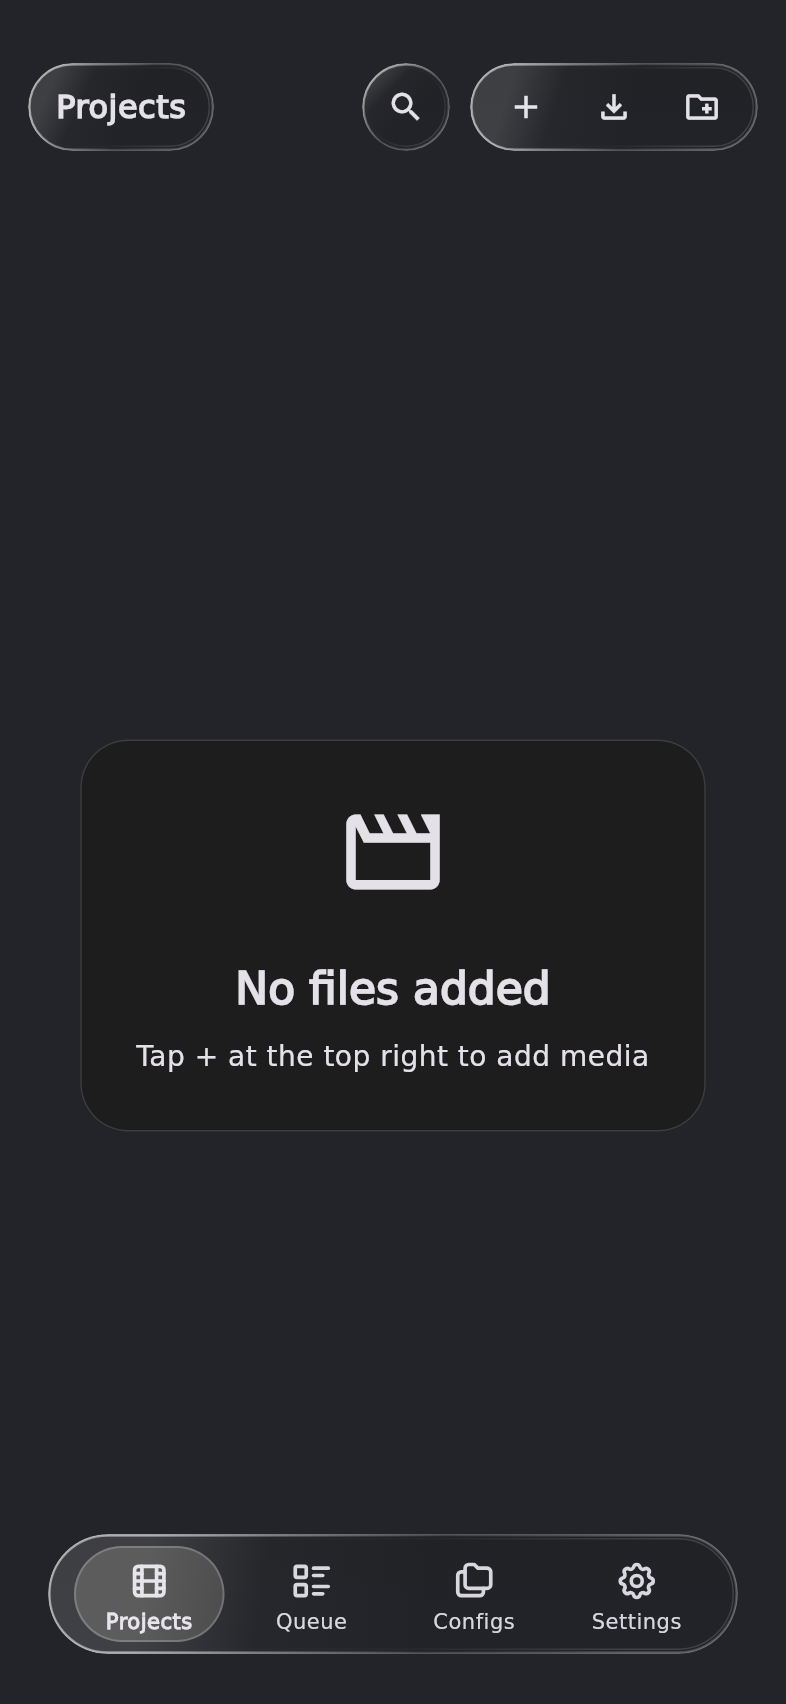 Projects
No files added
Tap + at the top right to add media
Projects
Queue
Configs
Settings